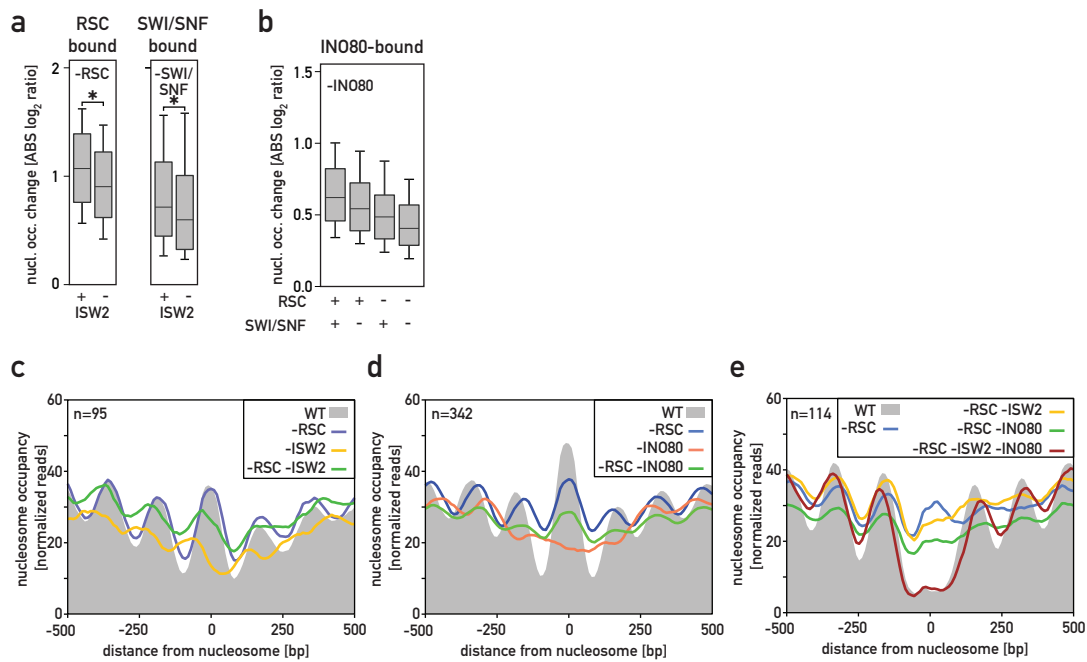 a
RSC
bound
SWI/SNF
bound
nucl. occ. change [ABS log2 ratio]
2
1
0
-RSC
*
-SWI/
SNF
*
+ -
ISW2
+ -
ISW2
b
INO80-bound
nucl. occ. change [ABS log2 ratio]
1.5
1.0
0.5
0.0
-INO80
RSC + + - -
SWI/SNF + - + -
c
nucleosome occupancy
[normalized reads]
60
40
20
0
n=95
WT
-RSC
-ISW2
-RSC -ISW2
-500 -250 0 250 500
distance from nucleosome [bp]
d
nucleosome occupancy
[normalized reads]
60
40
20
0
n=342
WT
-RSC
-INO80
-RSC -INO80
-500 -250 0 250 500
distance from nucleosome [bp]
e
nucleosome occupancy
[normalized reads]
60
40
20
0
n=114
WT
-RSC
-RSC -ISW2
-RSC -INO80
-RSC -ISW2 -INO80
-500 -250 0 250 500
distance from nucleosome [bp]